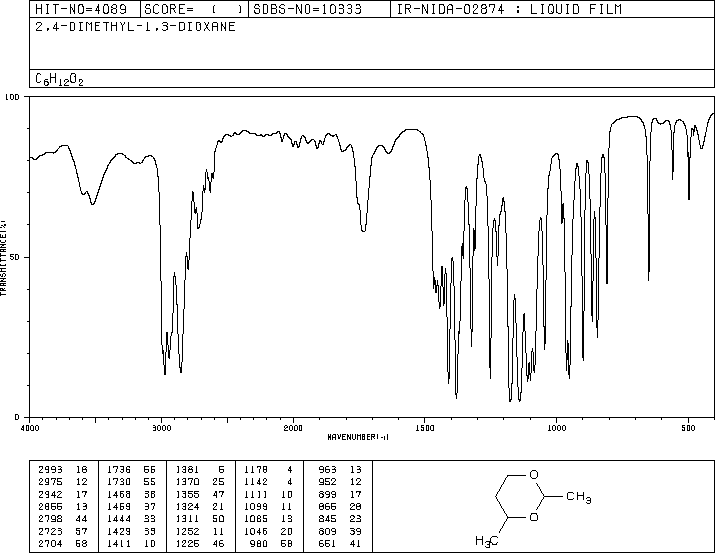 HIT-NO=4089 SCORE= ( ) SDBS-NO=10333 IR-NIDA-02874 : LIQUID FILM
2,4-DIMETHYL-1,3-DIOXANE
C6H12O2
100
50
0
TRANSMITTANCE(%)
4000 3000 2000 1500 1000 500
WAVENUMBER(-1)
2993 18 1736 55 1381 5 1178 4 963 13
2975 12 1730 55 1370 25 1142 4 952 12
2942 17 1468 36 1355 47 1111 10 899 17
2855 13 1459 37 1324 21 1099 11 866 28
2798 44 1444 33 1311 50 1085 13 845 23
2723 57 1429 33 1252 11 1046 20 809 39
2704 58 1411 10 1225 46 980 58 651 41
O
CH3
O
H3C